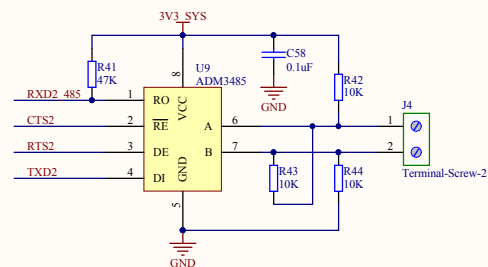 3V3_SYS
R41
47K
U9
ADM3485
C58
0.1uF
GND
R42
10K
J4
RXD2_485
1
RO
VCC
8
CTS2
2
RE
A
6
1
RTS2
3
DE
B
7
2
TXD2
4
DI
GND
5
R43
10K
R44
10K
Terminal-Screw-2
GND